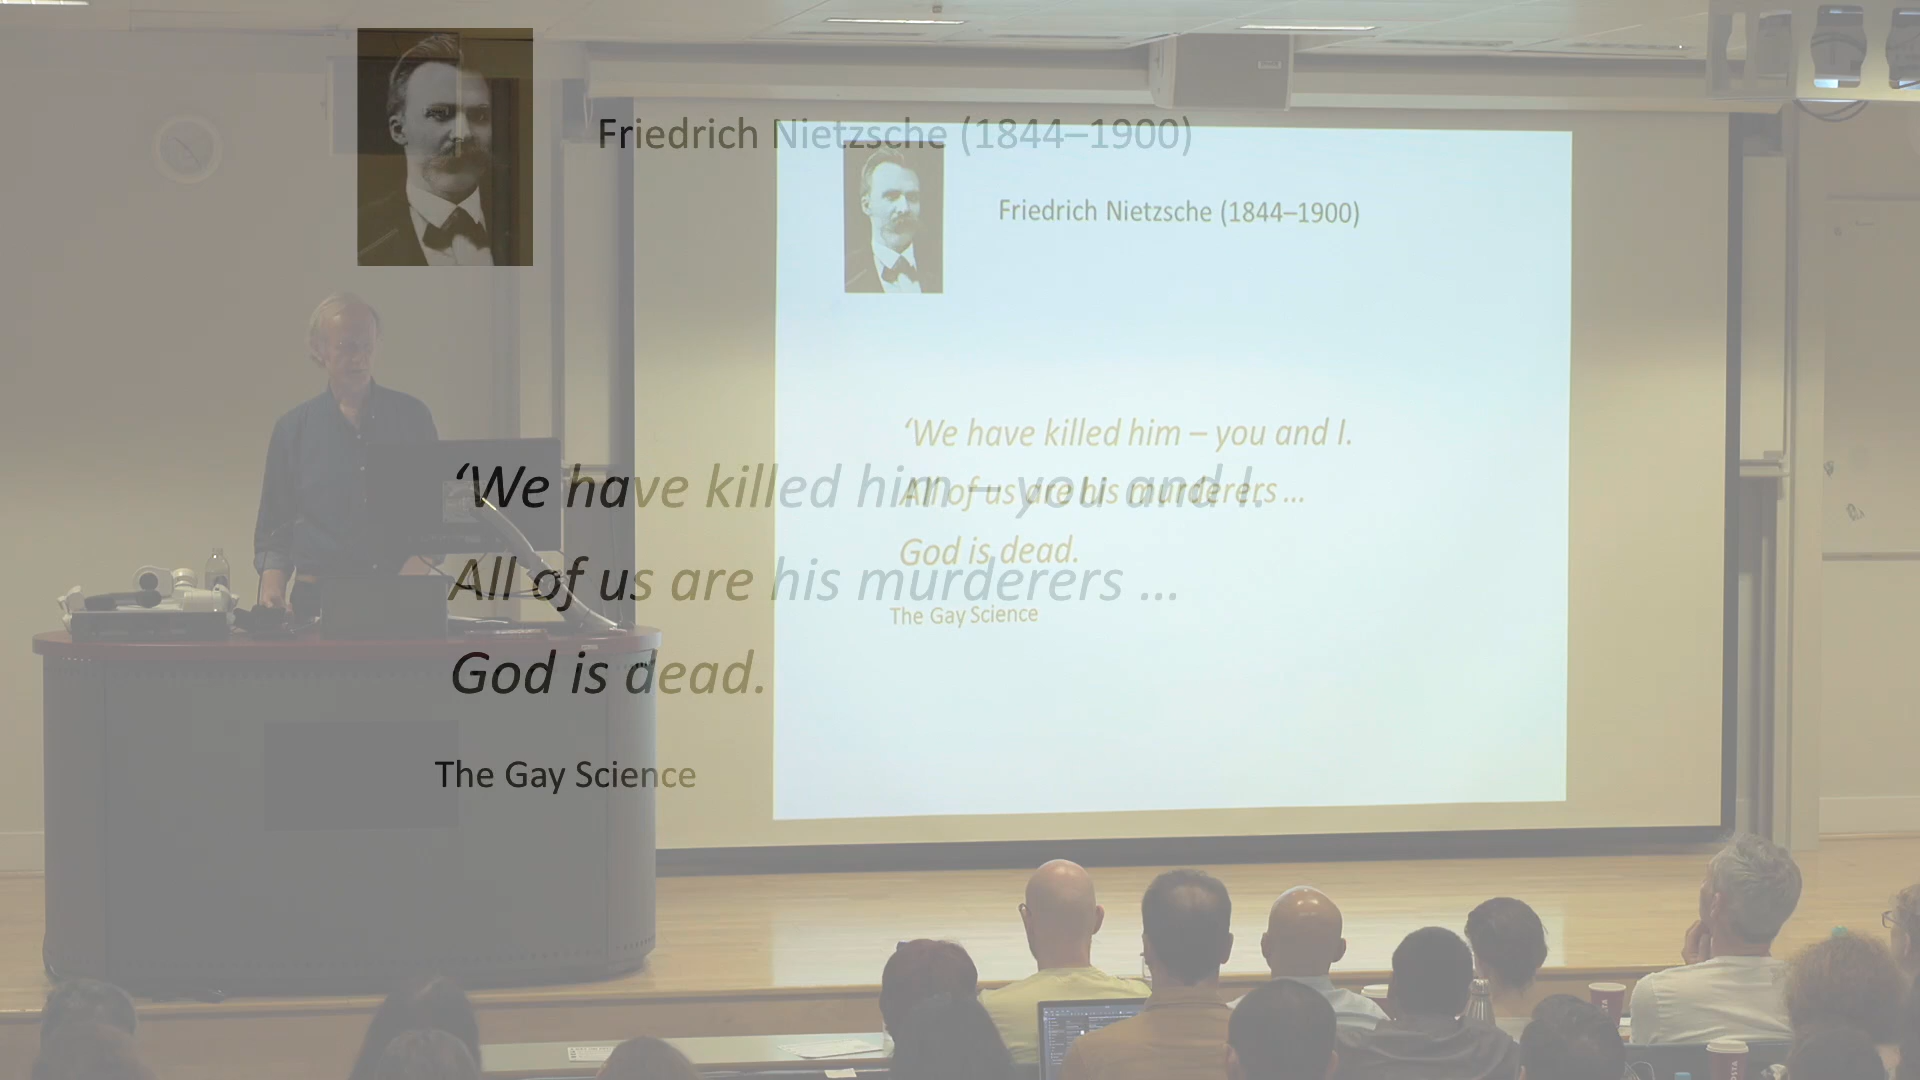 Friedrich Nietzsche (1844–1900)
‘We have killed him – you and I.
All of us are his murderers ...
God is dead.
The Gay Science
Friedrich Nietzsche (1844–1900)
‘We have killed him – you and I.
All of us are his murderers ...
God is dead.
The Gay Science